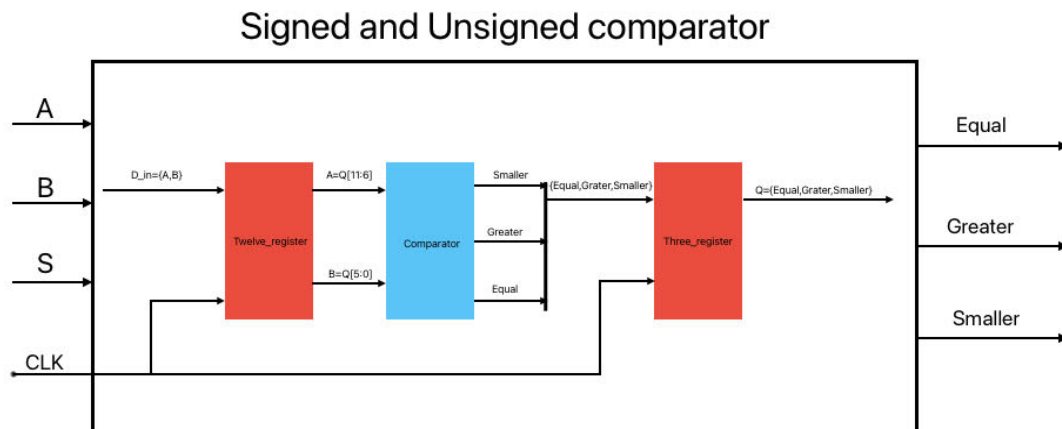 Signed and Unsigned comparator
A
B
S
CLK
D_in={A,B}
Twelve_register
A=Q[11:6]
B=Q[5:0]
Comparator
Smaller
Greater
Equal
{Equal,Grater,Smaller}
Three_register
Q={Equal,Grater,Smaller}
Equal
Greater
Smaller